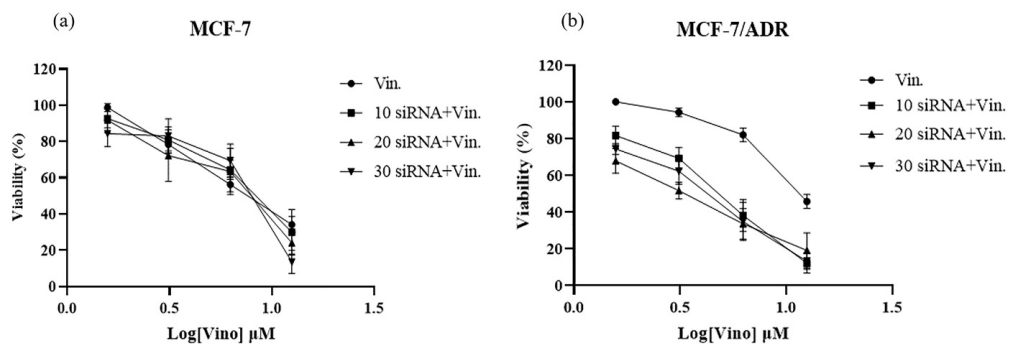 (a)
MCF-7
120
100
80
60
40
20
0
Viability (%)
0.0
0.5
1.0
1.5
Log[Vino] μM
Vin.
10 siRNA+Vin.
20 siRNA+Vin.
30 siRNA+Vin.
(b)
MCF-7/ADR
120
100
80
60
40
20
0
Viability (%)
0.0
0.5
1.0
1.5
Log[Vino] μM
Vin.
10 siRNA+Vin.
20 siRNA+Vin.
30 siRNA+Vin.